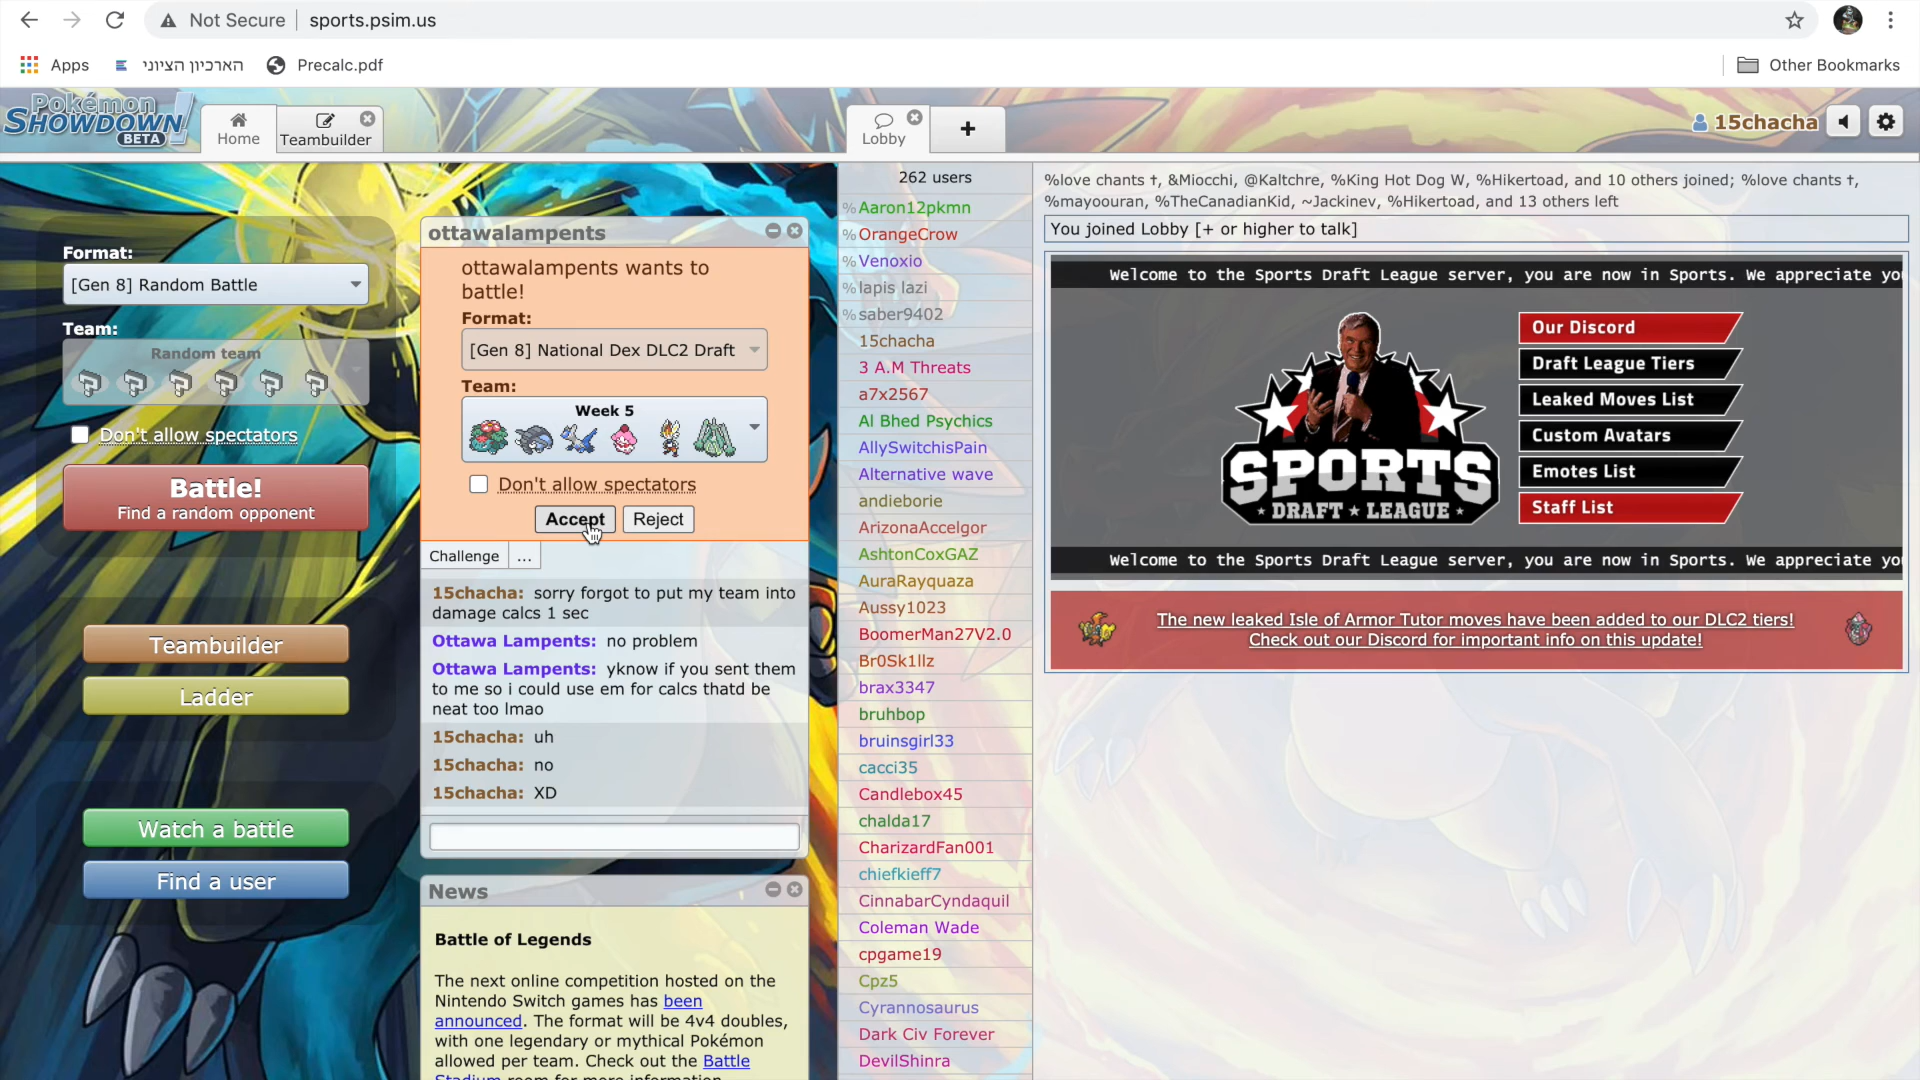 Not Secure | sports.psim.us
Apps
הארכיון הציוני
Precalc.pdf
Other Bookmarks
Pokémon
SHOWDOWN!
BETA
Home
Teambuilder
Lobby
+
15chacha
Format:
[Gen 8] Random Battle
Team:
Random team
Don't allow spectators
Battle!
Find a random opponent
Teambuilder
Ladder
Watch a battle
Find a user
ottawalampents
ottawalampents wants to
battle!
Format:
[Gen 8] National Dex DLC2 Draft
Team:
Week 5
Don't allow spectators
Accept
Reject
Challenge
...
15chacha: sorry forgot to put my team into
damage calcs 1 sec
Ottawa Lampents: no problem
Ottawa Lampents: yknow if you sent them
to me so i could use em for calcs thatd be
neat too lmao
15chacha: uh
15chacha: no
15chacha: XD
News
Battle of Legends
The next online competition hosted on the
Nintendo Switch games has been
announced. The format will be 4v4 doubles,
with one legendary or mythical Pokémon
allowed per team. Check out the Battle
Stadium room for more information.
262 users
%Aaron12pkmn
%OrangeCrow
%Venoxio
%lapis lazi
%saber9402
15chacha
3 A.M Threats
a7x2567
Al Bhed Psychics
AllySwitchisPain
Alternative wave
andieborie
ArizonaAccelgor
AshtonCoxGAZ
AuraRayquaza
Aussy1023
BoomerMan27V2.0
Br0Sk1llz
brax3347
bruhbop
bruinsgirl33
cacci35
Candlebox45
chalda17
CharizardFan001
chiefkieff7
CinnabarCyndaquil
Coleman Wade
cpgame19
Cpz5
Cyrannosaurus
Dark Civ Forever
DevilShinra
%love chants †, &Miocchi, @Kaltchre, %King Hot Dog W, %Hikertoad, and 10 others joined; %love chants †,
%mayoouran, %TheCanadianKid, ~Jackinev, %Hikertoad, and 13 others left
You joined Lobby [+ or higher to talk]
Welcome to the Sports Draft League server, you are now in Sports. We appreciate yo
SPORTS
DRAFT ★ LEAGUE
Our Discord
Draft League Tiers
Leaked Moves List
Custom Avatars
Emotes List
Staff List
Welcome to the Sports Draft League server, you are now in Sports. We appreciate yo
The new leaked Isle of Armor Tutor moves have been added to our DLC2 tiers!
Check out our Discord for important info on this update!